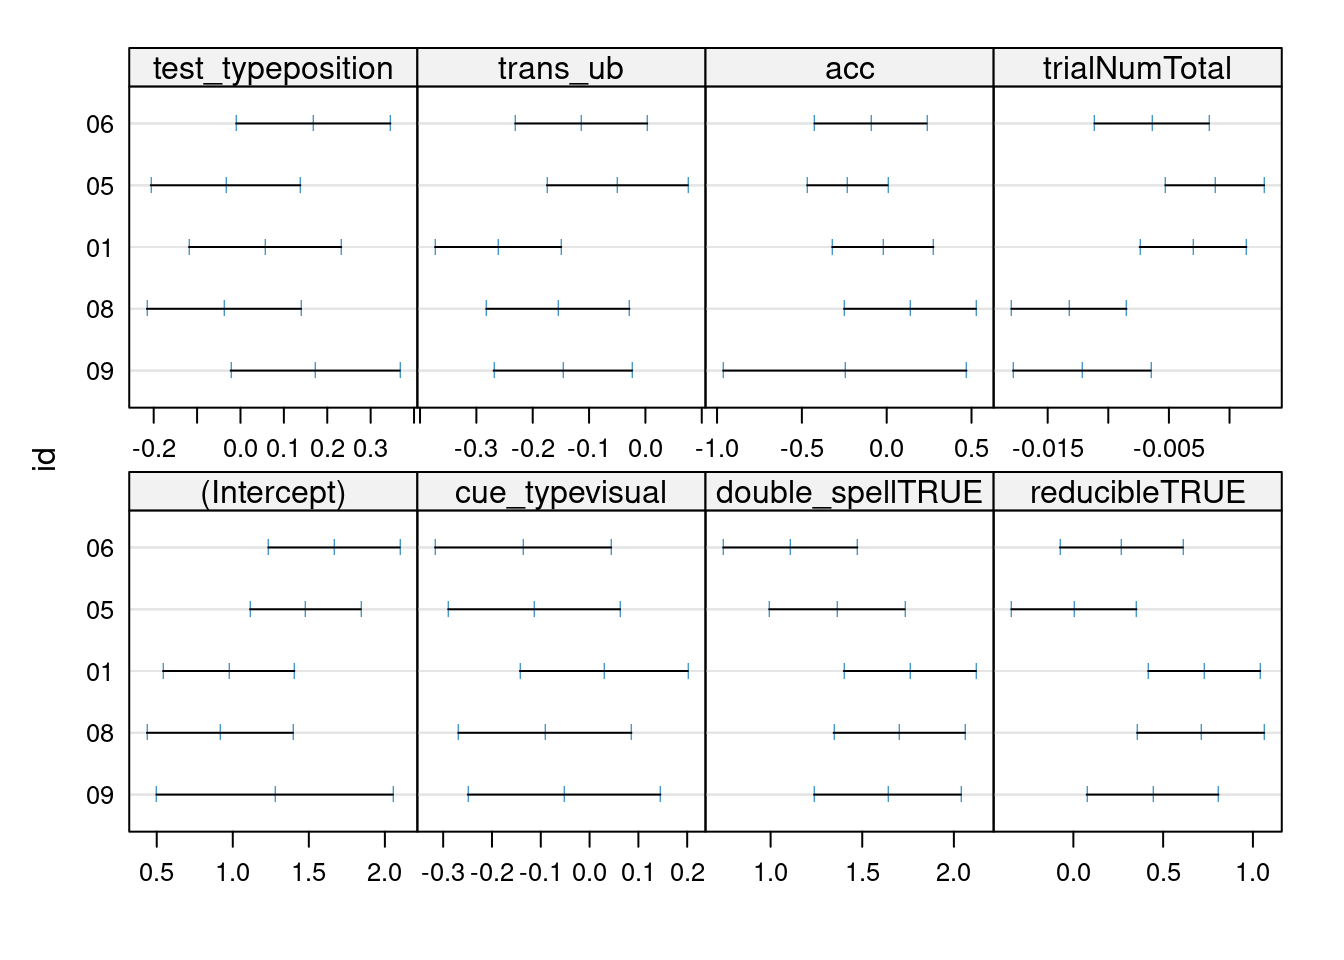 test_typeposition trans_ub acc trialNumTotal
06
05
01
08
09
-0.2 0.0 0.1 0.2 0.3 -0.3 -0.2 -0.1 0.0 -1.0 -0.5 0.0 0.5 -0.015 -0.005
id
(Intercept) cue_typevisual double_spellTRUE reducibleTRUE
06
05
01
08
09
0.5 1.0 1.5 2.0 -0.3 -0.2 -0.1 0.0 0.1 0.2 1.0 1.5 2.0 0.0 0.5 1.0